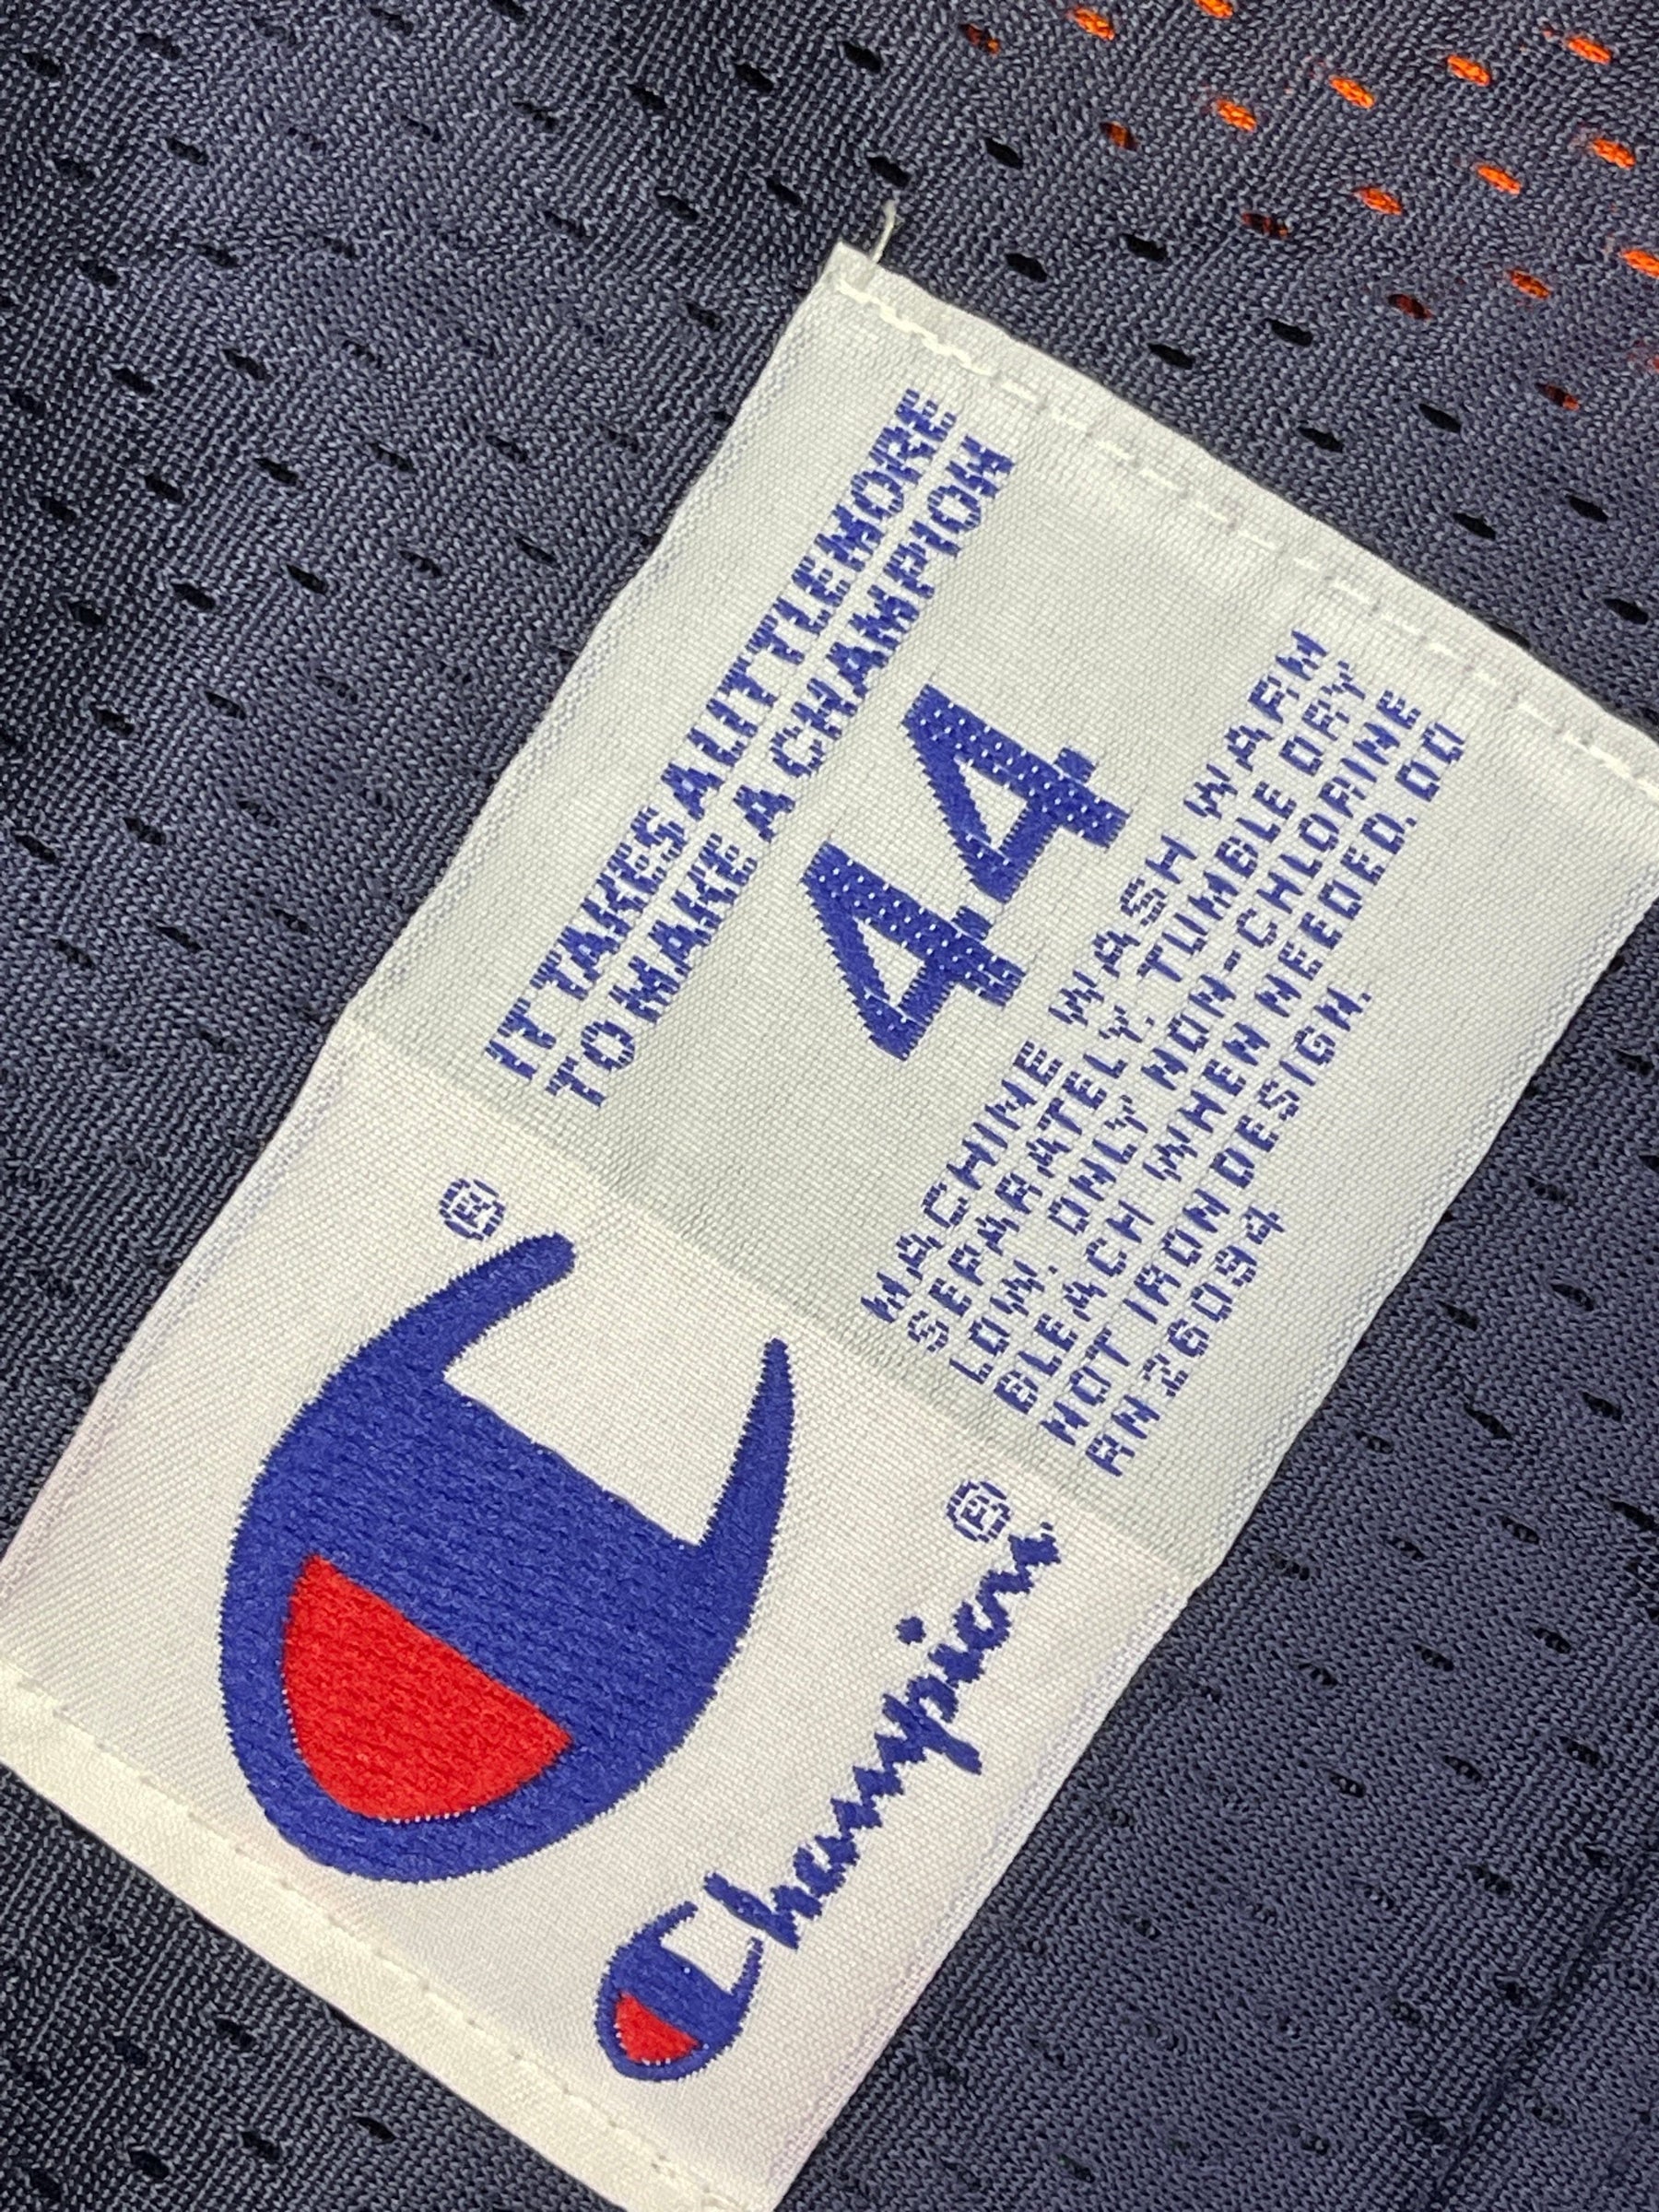 IT TAKES A LITTLE MORE
TO MAKE A CHAMPION
44
MACHINE WASH WARM
SEPARATELY. TUMBLE DRY
LOW. ONLY NON-CHLORINE
BLEACH WHEN NEEDED. DO
NOT IRON DESIGN.
RN 26094
®
Champion®